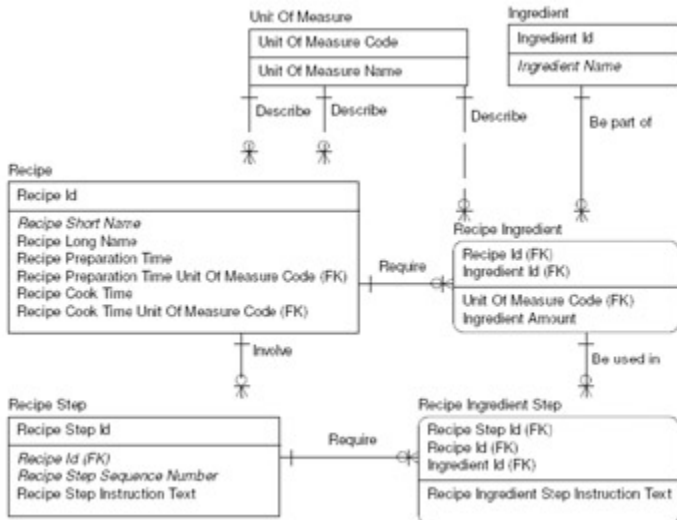 Unit Of Measure
Unit Of Measure Code
Unit Of Measure Name
Ingredient
Ingredient Id
Ingredient Name
Describe
Describe
Describe
Be part of
Recipe
Recipe Id
Recipe Short Name
Recipe Long Name
Recipe Preparation Time
Recipe Preparation Time Unit Of Measure Code (FK)
Recipe Cook Time
Recipe Cook Time Unit Of Measure Code (FK)
Require
Recipe Ingredient
Recipe Id (FK)
Ingredient Id (FK)
Unit Of Measure Code (FK)
Ingredient Amount
Involve
Be used in
Recipe Step
Recipe Step Id
Recipe Id (FK)
Recipe Step Sequence Number
Recipe Step Instruction Text
Require
Recipe Ingredient Step
Recipe Step Id (FK)
Recipe Id (FK)
Ingredient Id (FK)
Recipe Ingredient Step Instruction Text